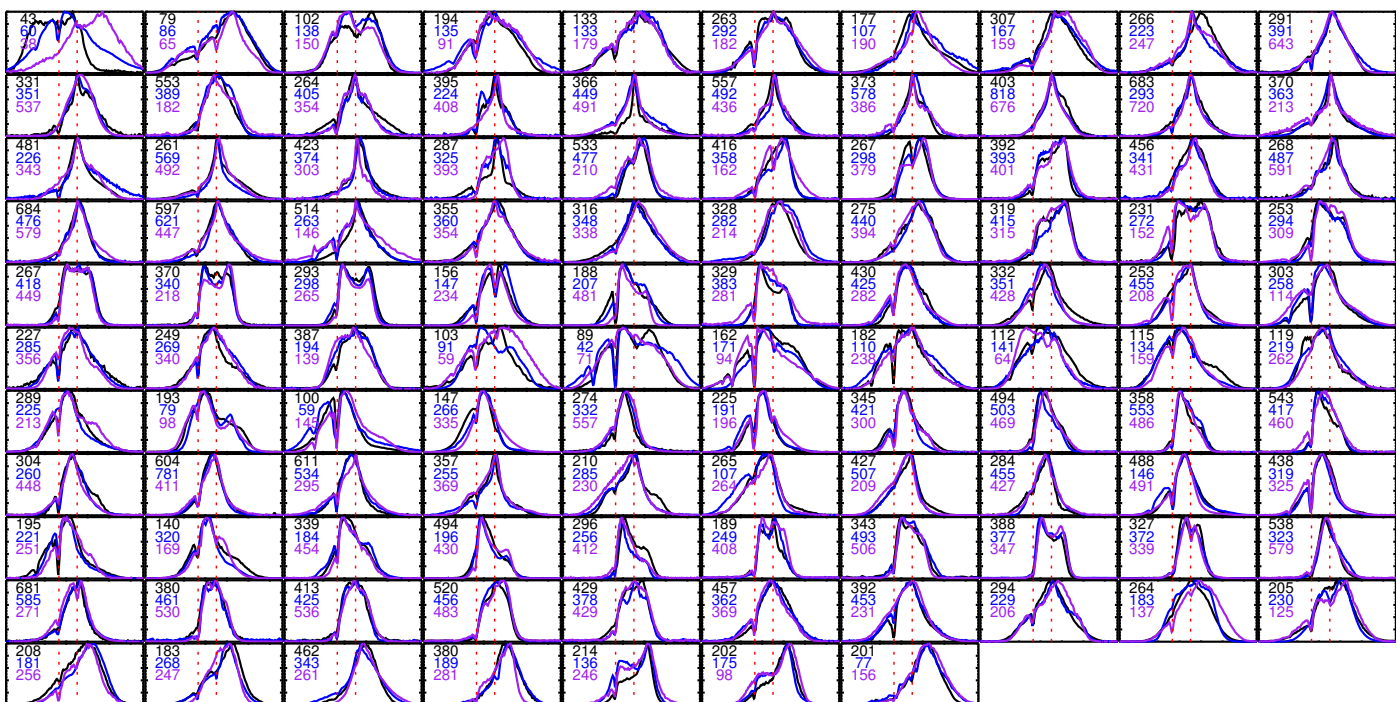 43 79 102 194 133 263 177 307 266 291
60 86 138 135 133 292 107 167 223 391
38 65 150 91 179 182 190 159 247 643
331 553 264 395 366 557 373 403 683 370
351 389 405 224 449 492 578 818 293 363
537 182 354 408 491 436 386 676 720 213
481 261 423 287 533 416 267 392 456 268
226 569 374 325 477 358 298 393 341 487
343 492 303 393 210 162 379 401 431 591
684 597 514 355 316 328 275 319 231 253
476 621 263 360 348 282 440 415 272 294
579 447 146 354 338 214 394 315 152 309
267 370 293 156 188 329 430 332 253 303
418 340 298 147 207 383 425 351 455 258
449 218 265 234 481 281 282 428 208 114
227 249 387 103 89 162 182 112 115 119
285 269 194 91 42 171 110 141 134 139
356 340 139 59 71 94 238 64 159 262
289 193 100 147 274 225 345 494 358 543
225 79 59 266 332 191 421 503 553 417
213 98 145 335 557 196 300 469 486 460
304 604 611 357 210 265 427 284 488 438
260 781 534 255 285 107 507 455 146 319
448 411 295 369 230 264 209 427 491 325
195 140 339 494 296 189 343 388 327 538
221 320 184 196 256 249 493 377 372 323
251 169 454 430 412 408 506 347 339 579
681 380 413 520 429 457 392 294 264 205
585 461 425 456 378 362 453 229 183 230
271 530 536 483 429 369 231 206 137 125
208 183 462 380 214 202 201
181 268 343 189 136 175 77
256 247 261 281 246 98 156